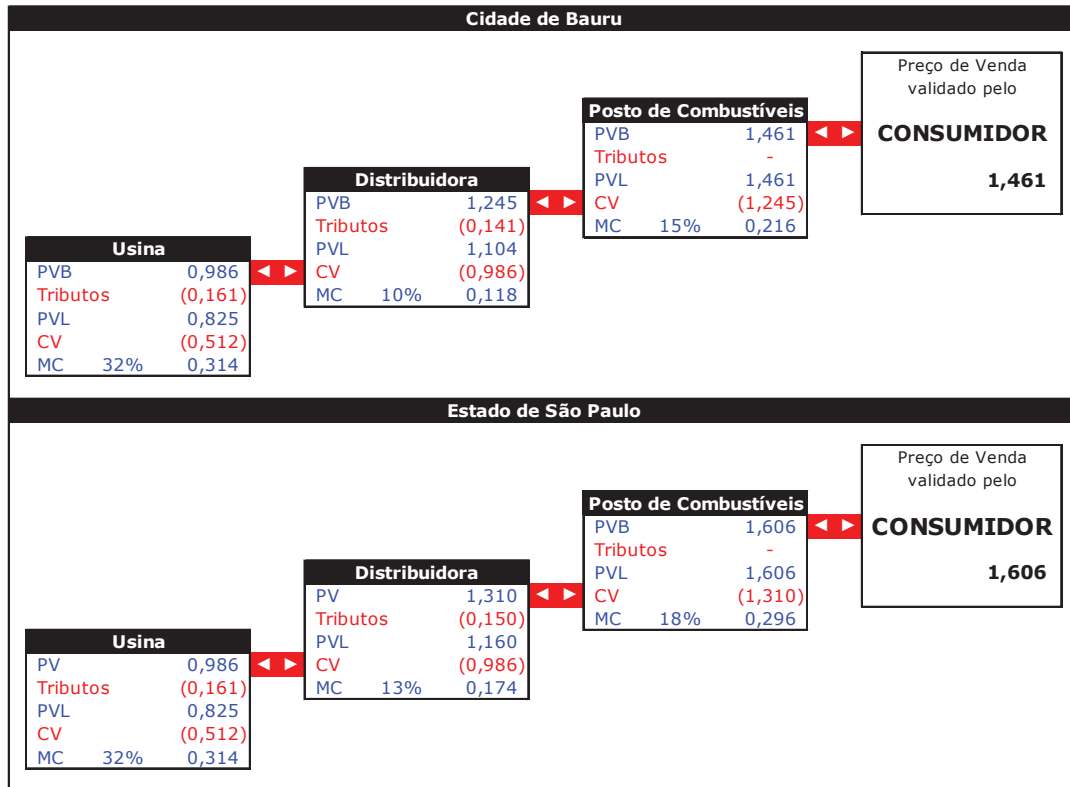 Cidade de Bauru
Preço de Venda
validado pelo
CONSUMIDOR
1,461
Posto de Combustíveis
PVB 1,461
Tributos -
PVL 1,461
CV (1,245)
MC 15% 0,216
Distribuidora
PVB 1,245
Tributos (0,141)
PVL 1,104
CV (0,986)
MC 10% 0,118
Usina
PVB 0,986
Tributos (0,161)
PVL 0,825
CV (0,512)
MC 32% 0,314
Estado de São Paulo
Preço de Venda
validado pelo
CONSUMIDOR
1,606
Posto de Combustíveis
PVB 1,606
Tributos -
PVL 1,606
CV (1,310)
MC 18% 0,296
Distribuidora
PV 1,310
Tributos (0,150)
PVL 1,160
CV (0,986)
MC 13% 0,174
Usina
PV 0,986
Tributos (0,161)
PVL 0,825
CV (0,512)
MC 32% 0,314